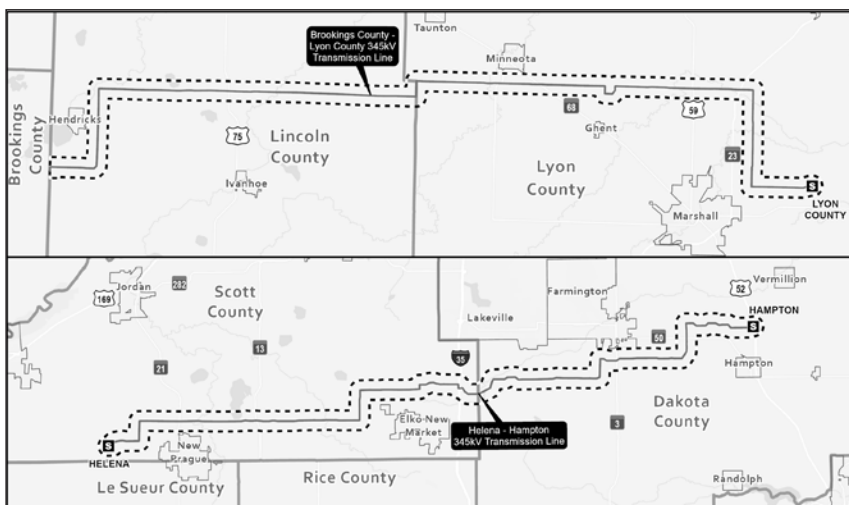 Brookings County -
Lyon County 345kV
Transmission Line
Taunton
Minneota
Hendricks
Brookings
County
75
Lincoln
County
Ivanhoe
68
59
Ghent
Lyon
County
23
Marshall
S
LYON
COUNTY
169
Jordan
282
Scott
County
Lakeville
Farmington
52
Vermillion
HAMPTON
S
50
Hampton
21
13
35
Elko New
Market
Helena - Hampton
345kV Transmission Line
3
Dakota
County
S
HELENA
New
Prague
Le Sueur County
Rice County
Randolph